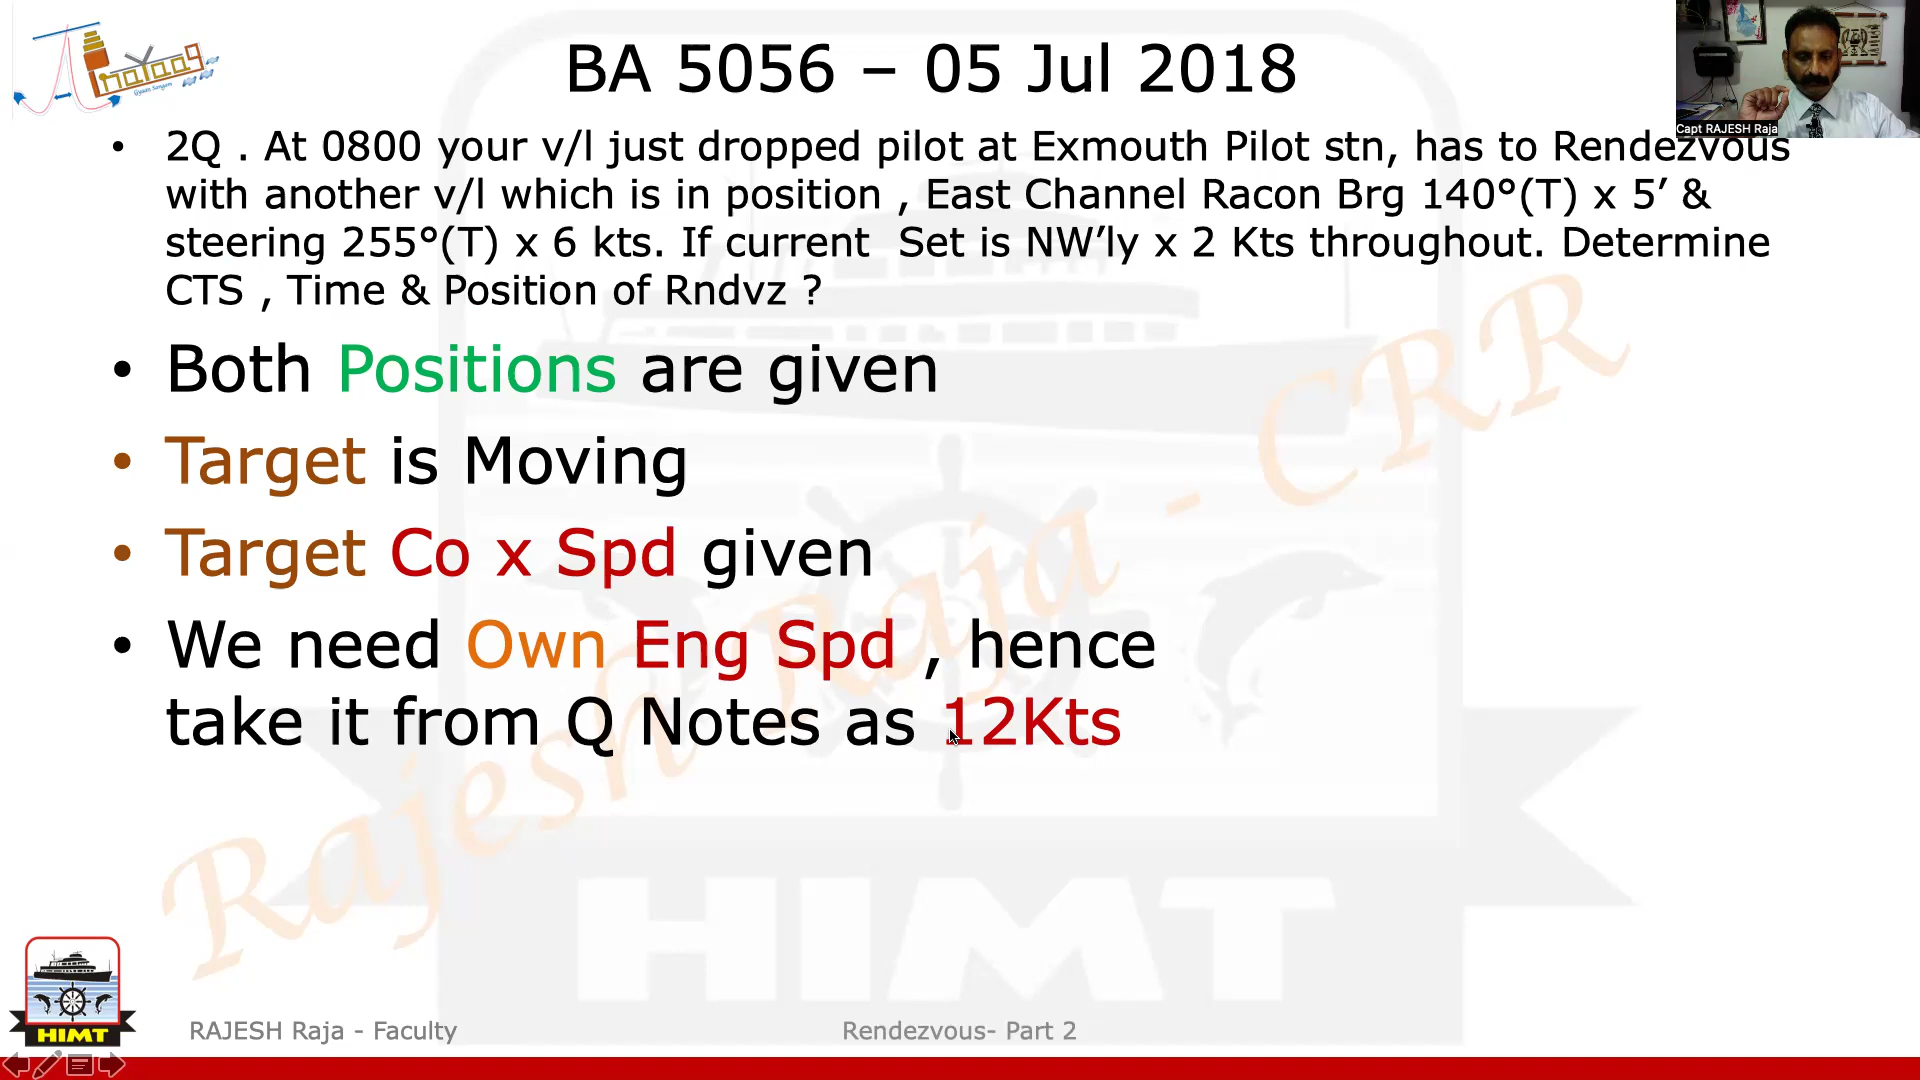 BA 5056 – 05 Jul 2018
Capt RAJESH Raja
• 2Q . At 0800 your v/l just dropped pilot at Exmouth Pilot stn, has to Rendezvous
with another v/l which is in position , East Channel Racon Brg 140°(T) x 5’ &
steering 255°(T) x 6 kts. If current Set is NW’ly x 2 Kts throughout. Determine
CTS , Time & Position of Rndvz ?
• Both Positions are given
• Target is Moving
• Target Co x Spd given
• We need Own Eng Spd , hence
take it from Q Notes as 12Kts
Rajesh Raja - CRR
HIMT
HIMT
RAJESH Raja - Faculty
Rendezvous- Part 2